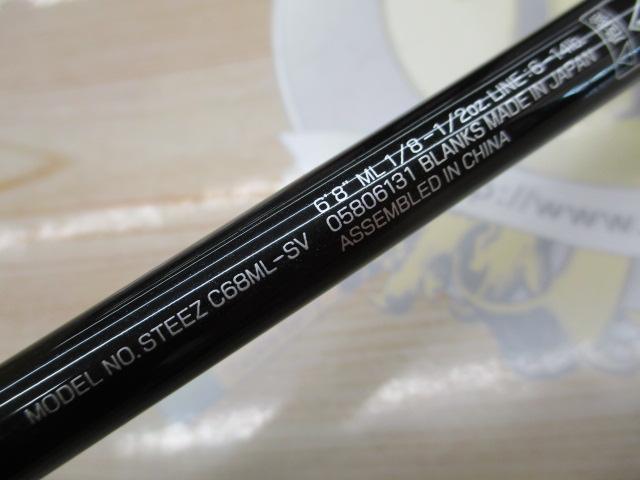 MODEL NO. STEEZ C68ML-SV 6'8" ML 1/8-1/2oz LINE:6-14lb.
05806131 BLANKS MADE IN JAPAN
ASSEMBLED IN CHINA
://www.